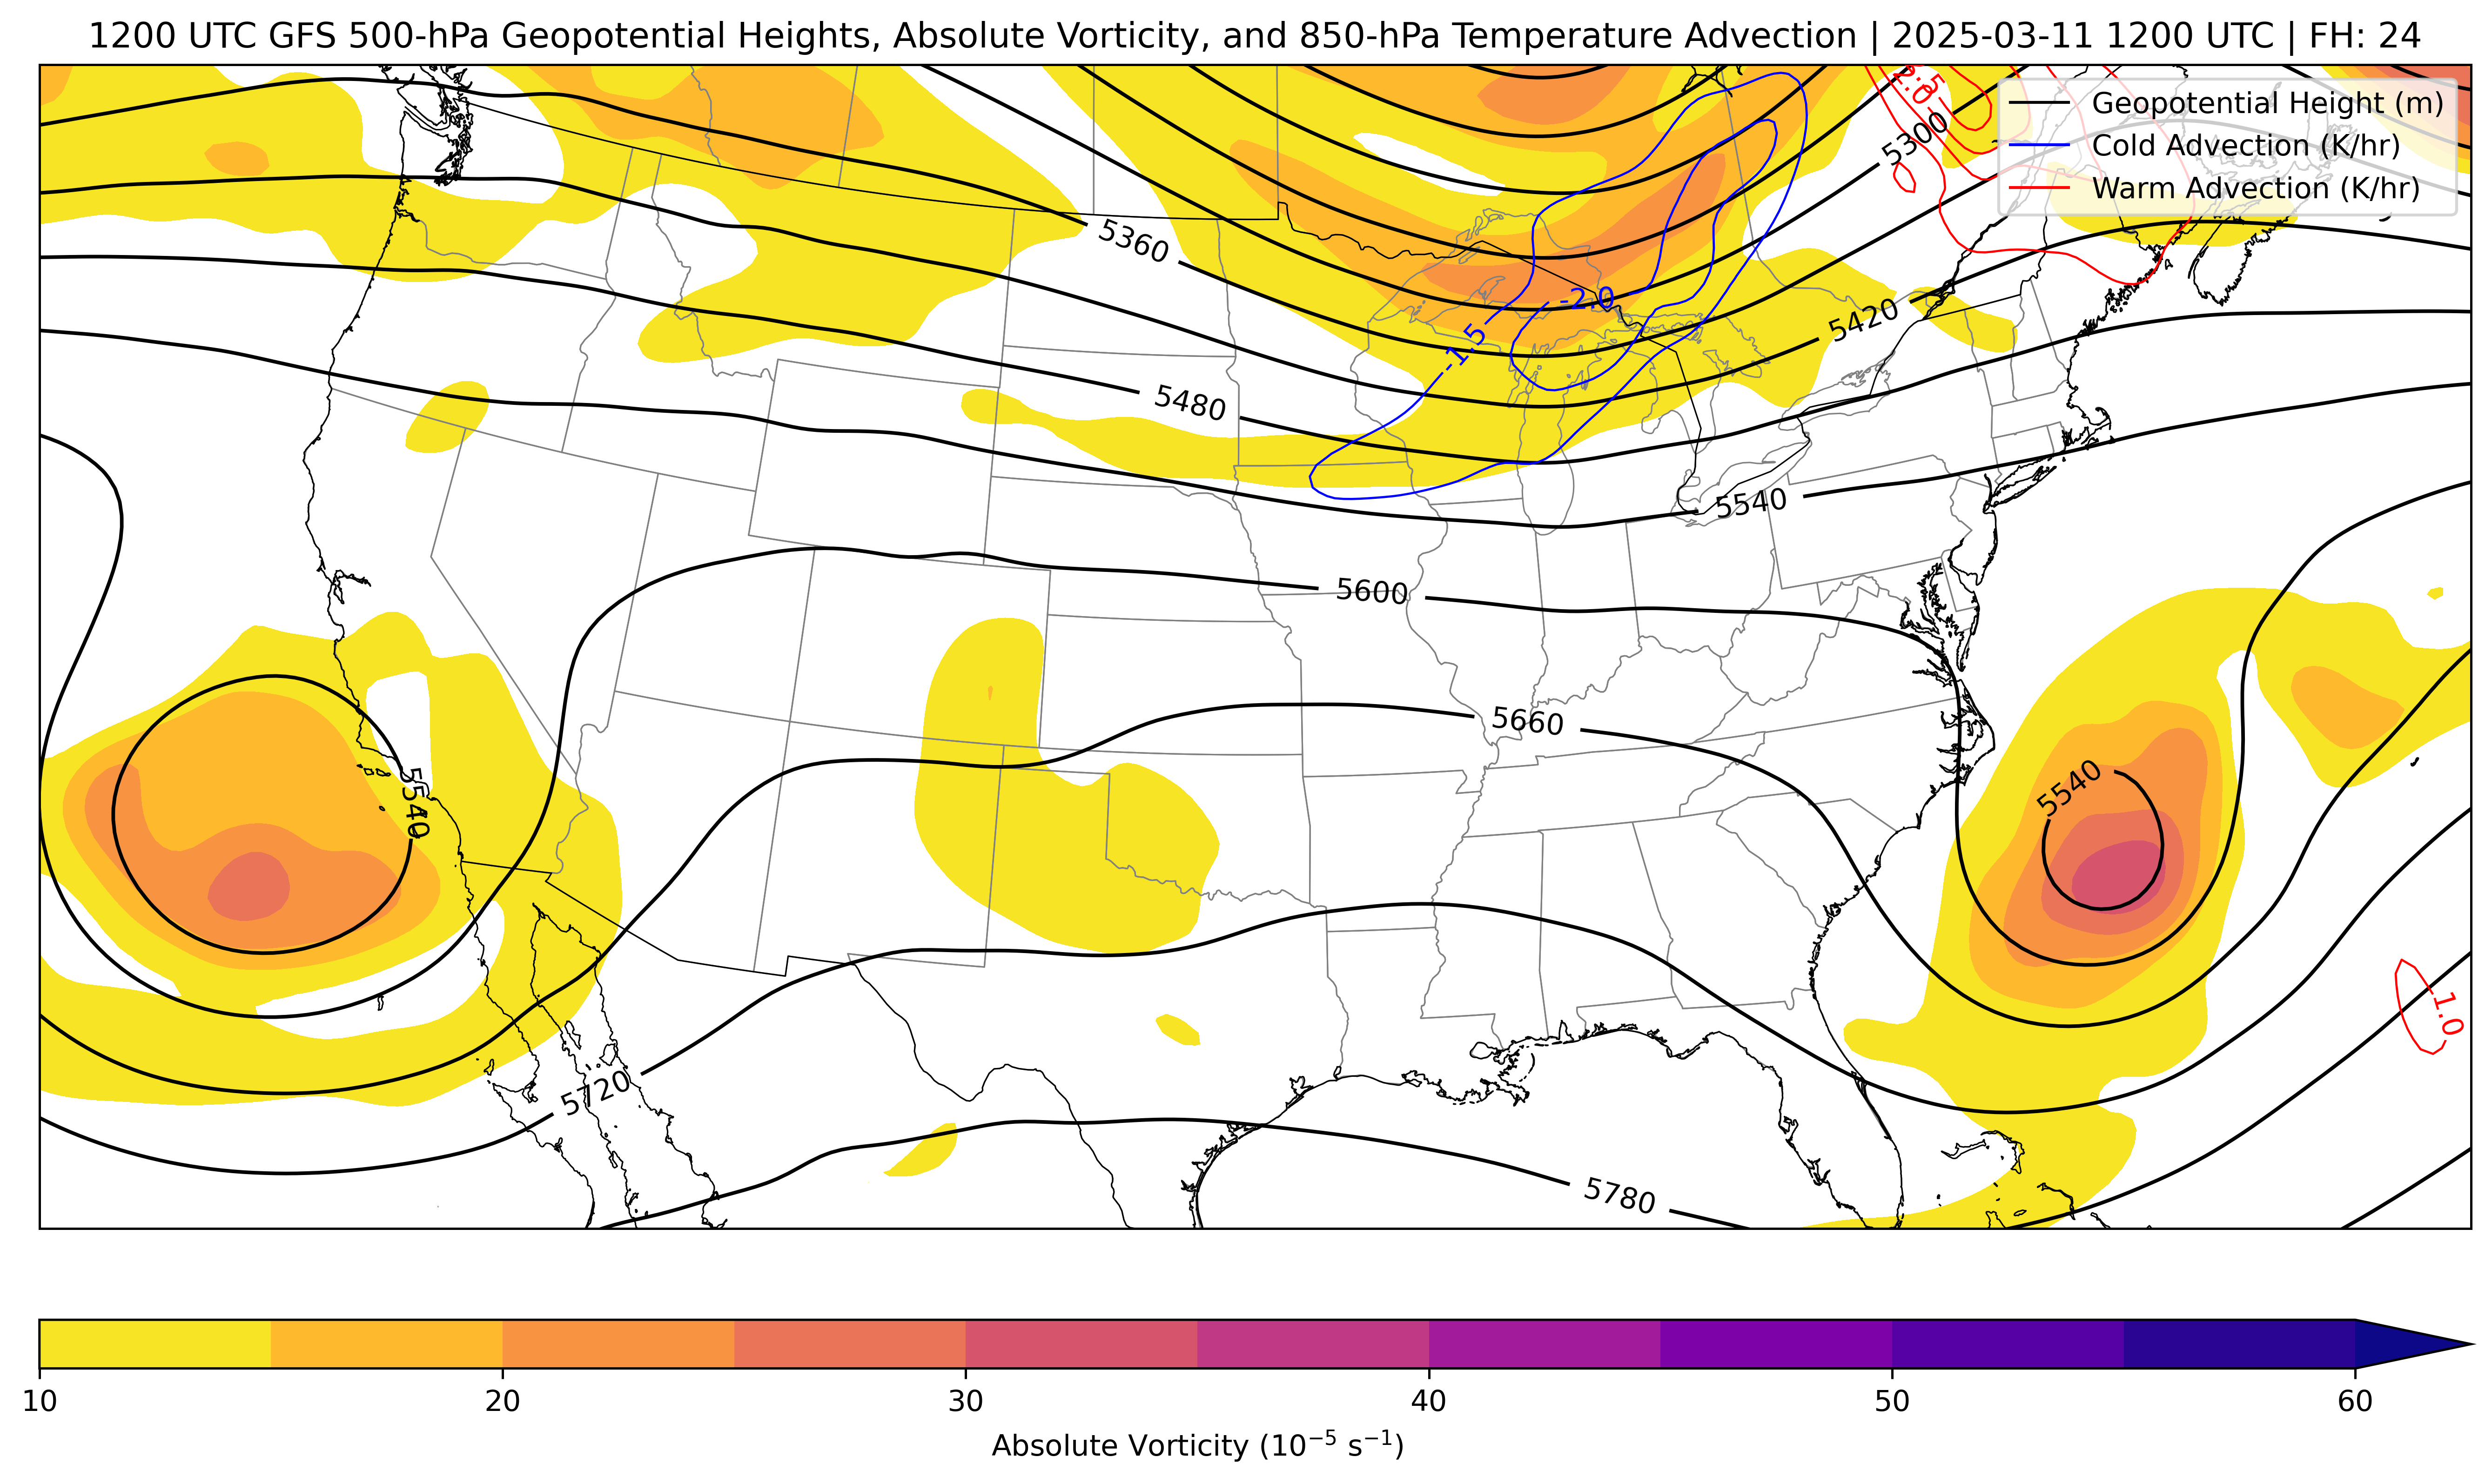 1200 UTC GFS 500-hPa Geopotential Heights, Absolute Vorticity, and 850-hPa Temperature Advection | 2025-03-11 1200 UTC | FH: 24
Geopotential Height (m)
Cold Advection (K/hr)
Warm Advection (K/hr)
2.0
5300
5360
-2.0
5420
-1.5
5480
5540
5600
5660
5540
5540
1.0
5720
5780
10 20 30 40 50 60
Absolute Vorticity (10⁻⁵ s⁻¹)